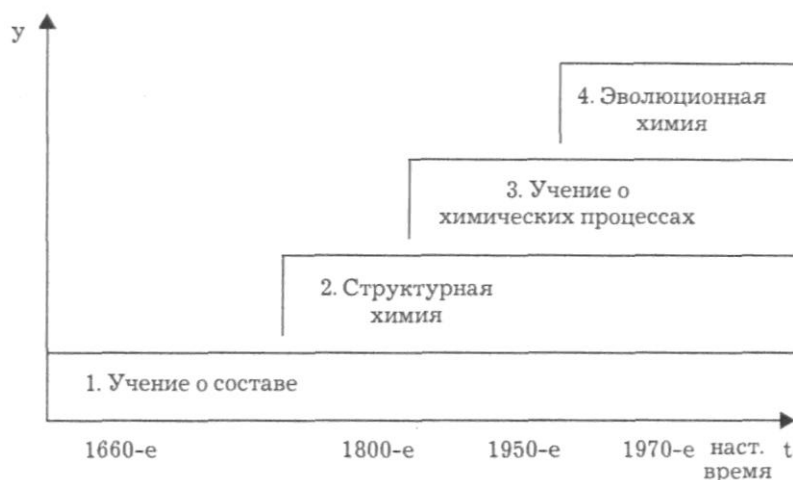 у
4. Эволюционная
химия
3. Учение о
химических процессах
2. Структурная
химия
1. Учение о составе
1660-е 1800-е 1950-е 1970-е наст. t
время